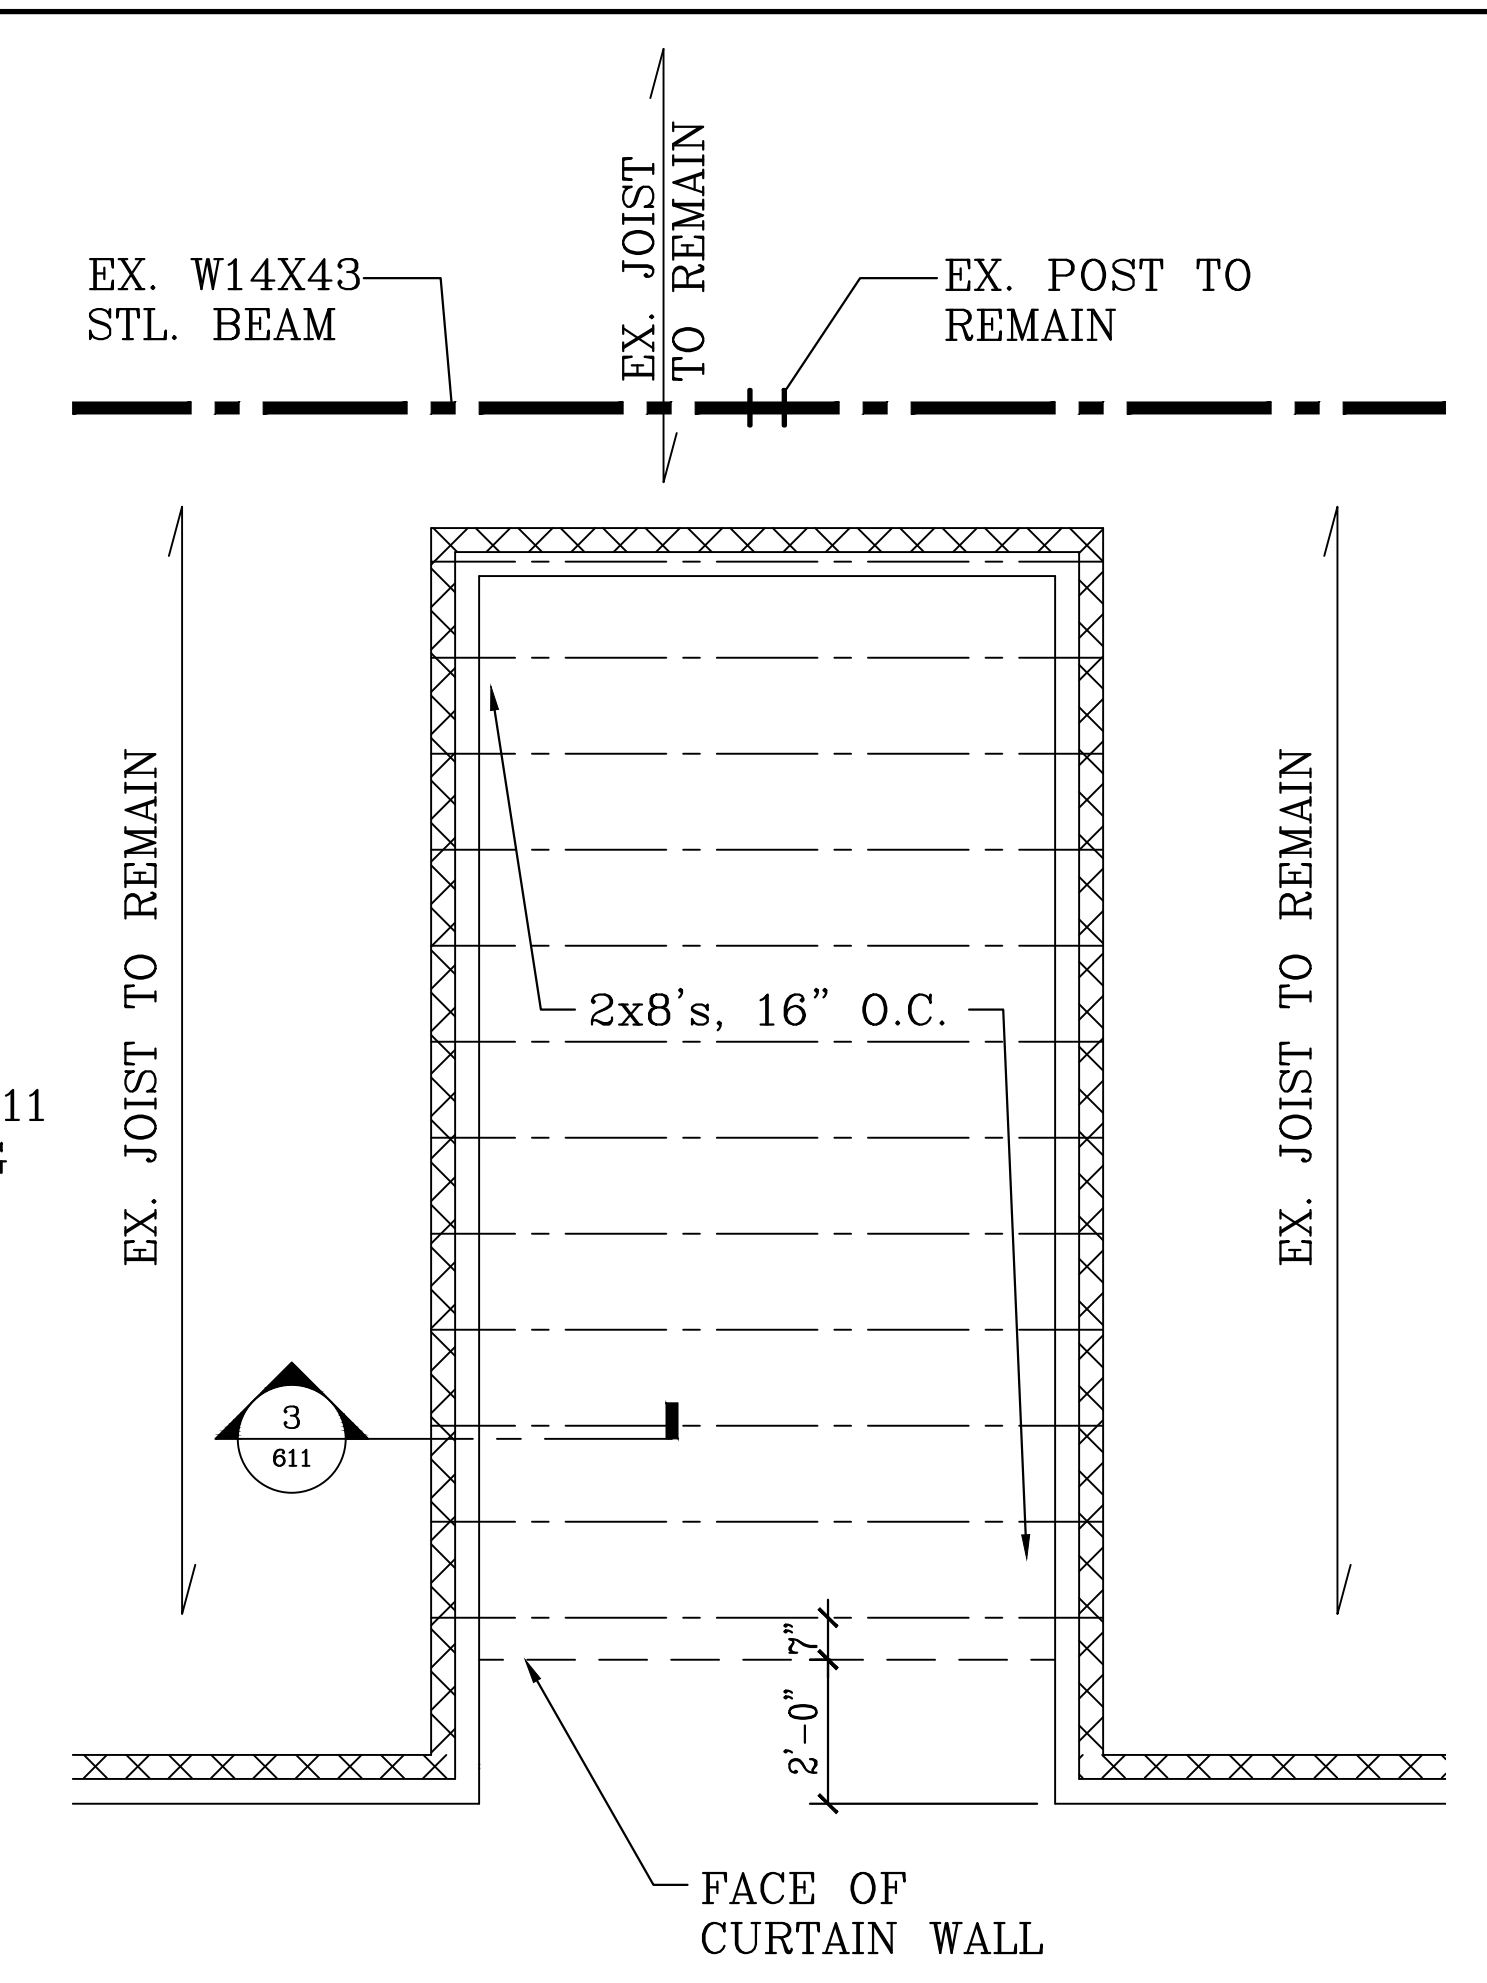 EX. JOIST
TO REMAIN
EX. W14X43
STL. BEAM
EX. POST TO
REMAIN
EX. JOIST TO REMAIN
2x8's, 16" O.C.
EX. JOIST TO REMAIN
11
3
611
7"
2'-0"
FACE OF
CURTAIN WALL